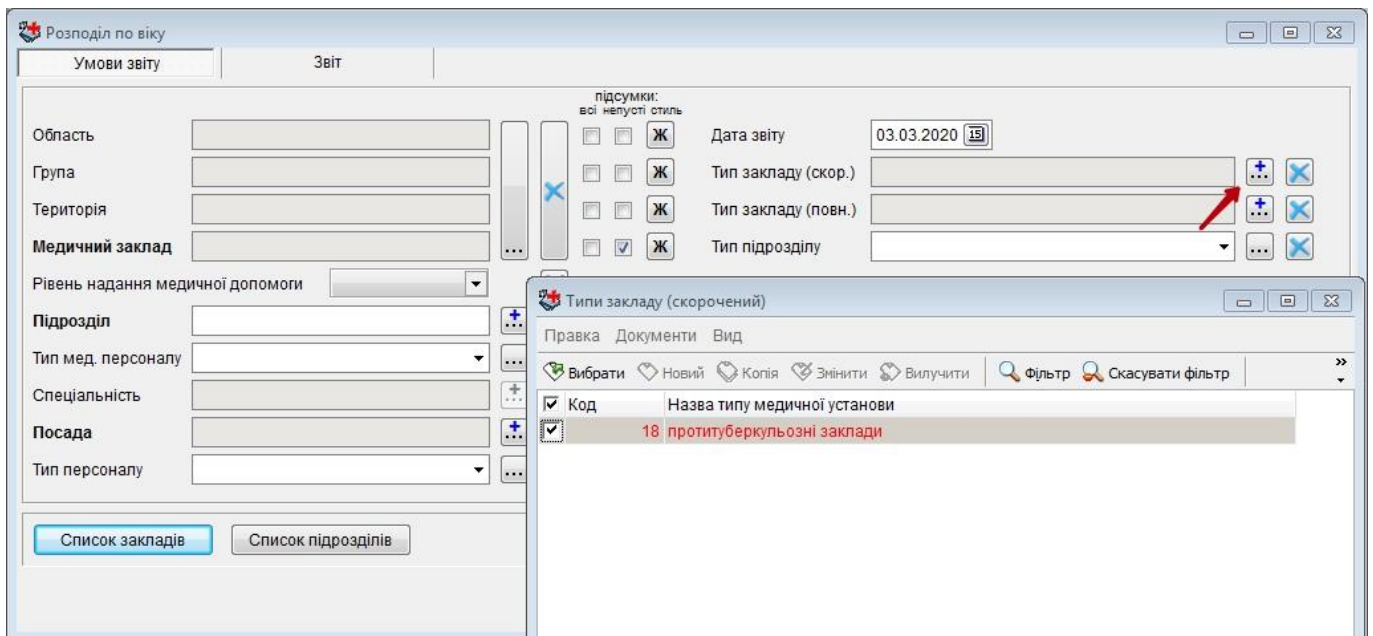 Розподіл по віку
Умови звіту Звіт
підсумки:
всі непусті стиль
Область Ж Дата звіту 03.03.2020 15
Група Ж Тип закладу (скор.) ...
Територія Ж Тип закладу (повн.) ...
Медичний заклад ... Ж Тип підрозділу ...
Рівень надання медичної допомоги
Підрозділ ...
Тип мед. персоналу ...
Спеціальність ...
Посада ...
Тип персоналу ...
Список закладів Список підрозділів
Типи закладу (скорочений)
Правка Документи Вид
Вибрати Новий Копія Змінити Вилучити Фільтр Скасувати фільтр »
Код Назва типу медичної установи
18 протитуберкульозні заклади